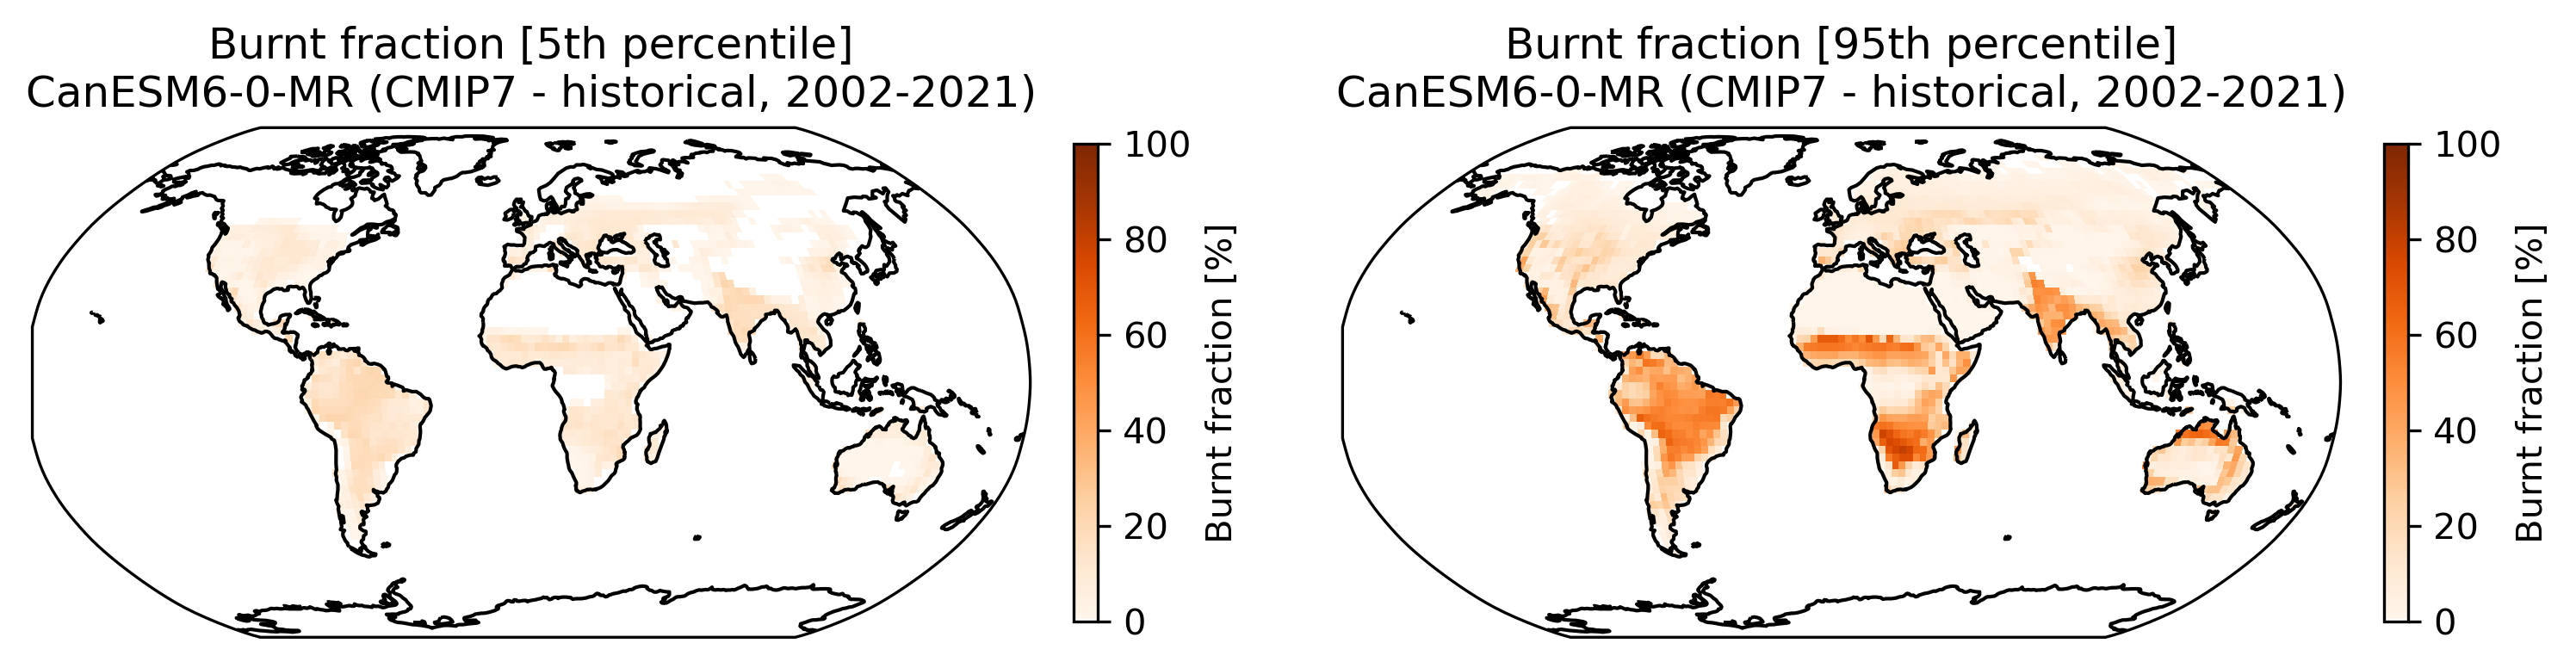 Burnt fraction [5th percentile]
CanESM6-0-MR (CMIP7 - historical, 2002-2021)
100
80
60
40
20
0
Burnt fraction [%]
Burnt fraction [95th percentile]
CanESM6-0-MR (CMIP7 - historical, 2002-2021)
100
80
60
40
20
0
Burnt fraction [%]